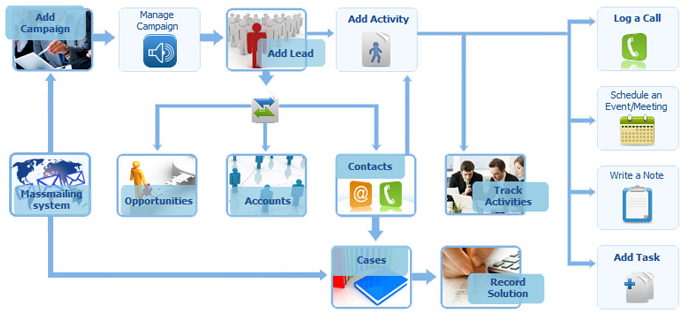 Add
Campaign
Manage
Campaign
Add Lead
Add Activity
Log a Call
Schedule an
Event/Meeting
Massmailing
system
Opportunities
Accounts
Contacts
Track
Activities
Write a Note
Cases
Record
Solution
Add Task